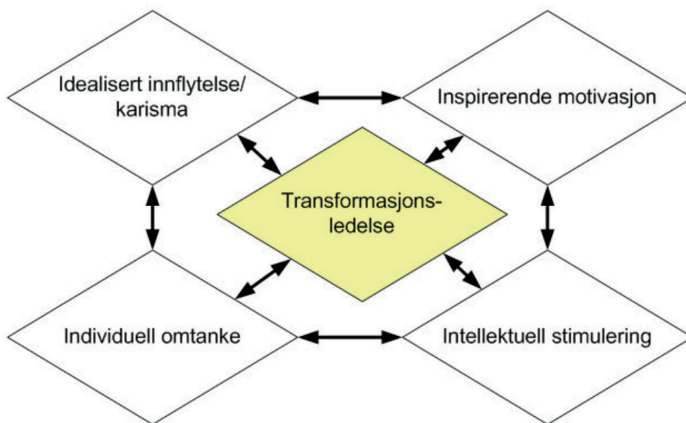 Idealisert innflytelse/
karisma
Inspirerende motivasjon
Transformasjons-
ledelse
Individuell omtanke
Intellektuell stimulering